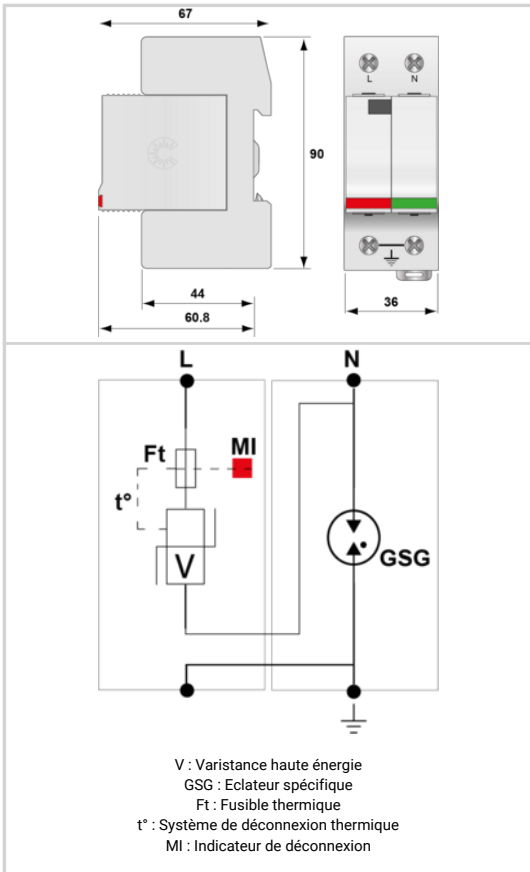 67
L N
90
44
60.8
36
L N
Ft MI
t°
V
GSG
V : Varistance haute énergie
GSG : Eclateur spécifique
Ft : Fusible thermique
t° : Système de déconnexion thermique
MI : Indicateur de déconnexion